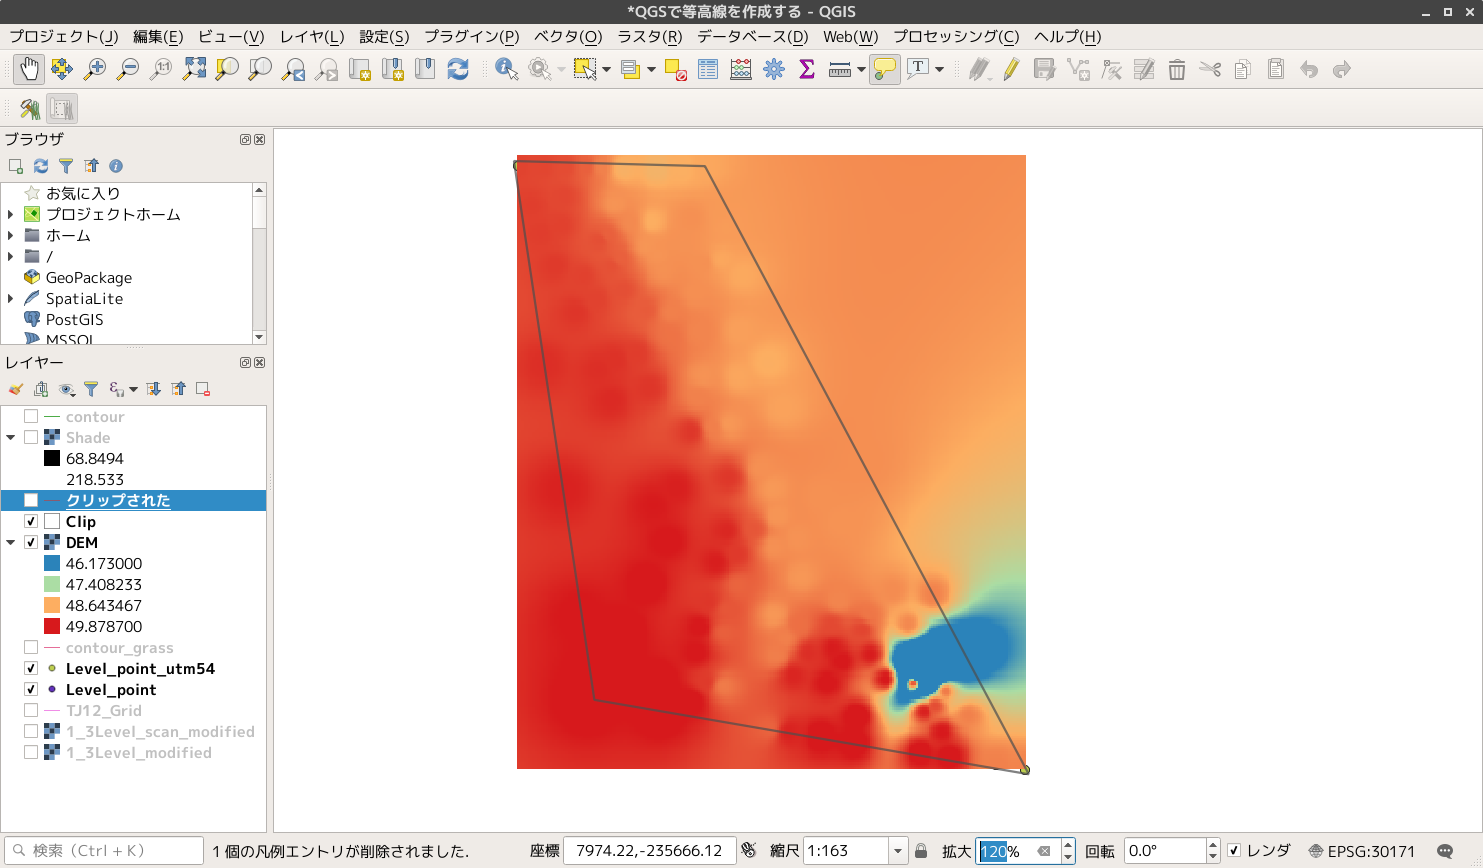 *QGSで等高線を作成する - QGIS
プロジェクト(J) 編集(E) ビュー(V) レイヤ(L) 設定(S) プラグイン(P) ベクタ(O) ラスタ(R) データベース(D) Web(W) プロセッシング(C) ヘルプ(H)
1:1
T
ブラウザ
お気に入り
プロジェクトホーム
ホーム
/
GeoPackage
SpatiaLite
PostGIS
MSSQL
レイヤー
contour
Shade
68.8494
218.533
クリップされた
Clip
DEM
46.173000
47.408233
48.643467
49.878700
contour_grass
Level_point_utm54
Level_point
TJ12_Grid
1_3Level_scan_modified
1_3Level_modified
検索（Ctrl + K） 1 個の凡例エントリが削除されました. 座標 7974.22,-235666.12 縮尺 1:163 拡大 120% 回転 0.0° レンダ EPSG:30171